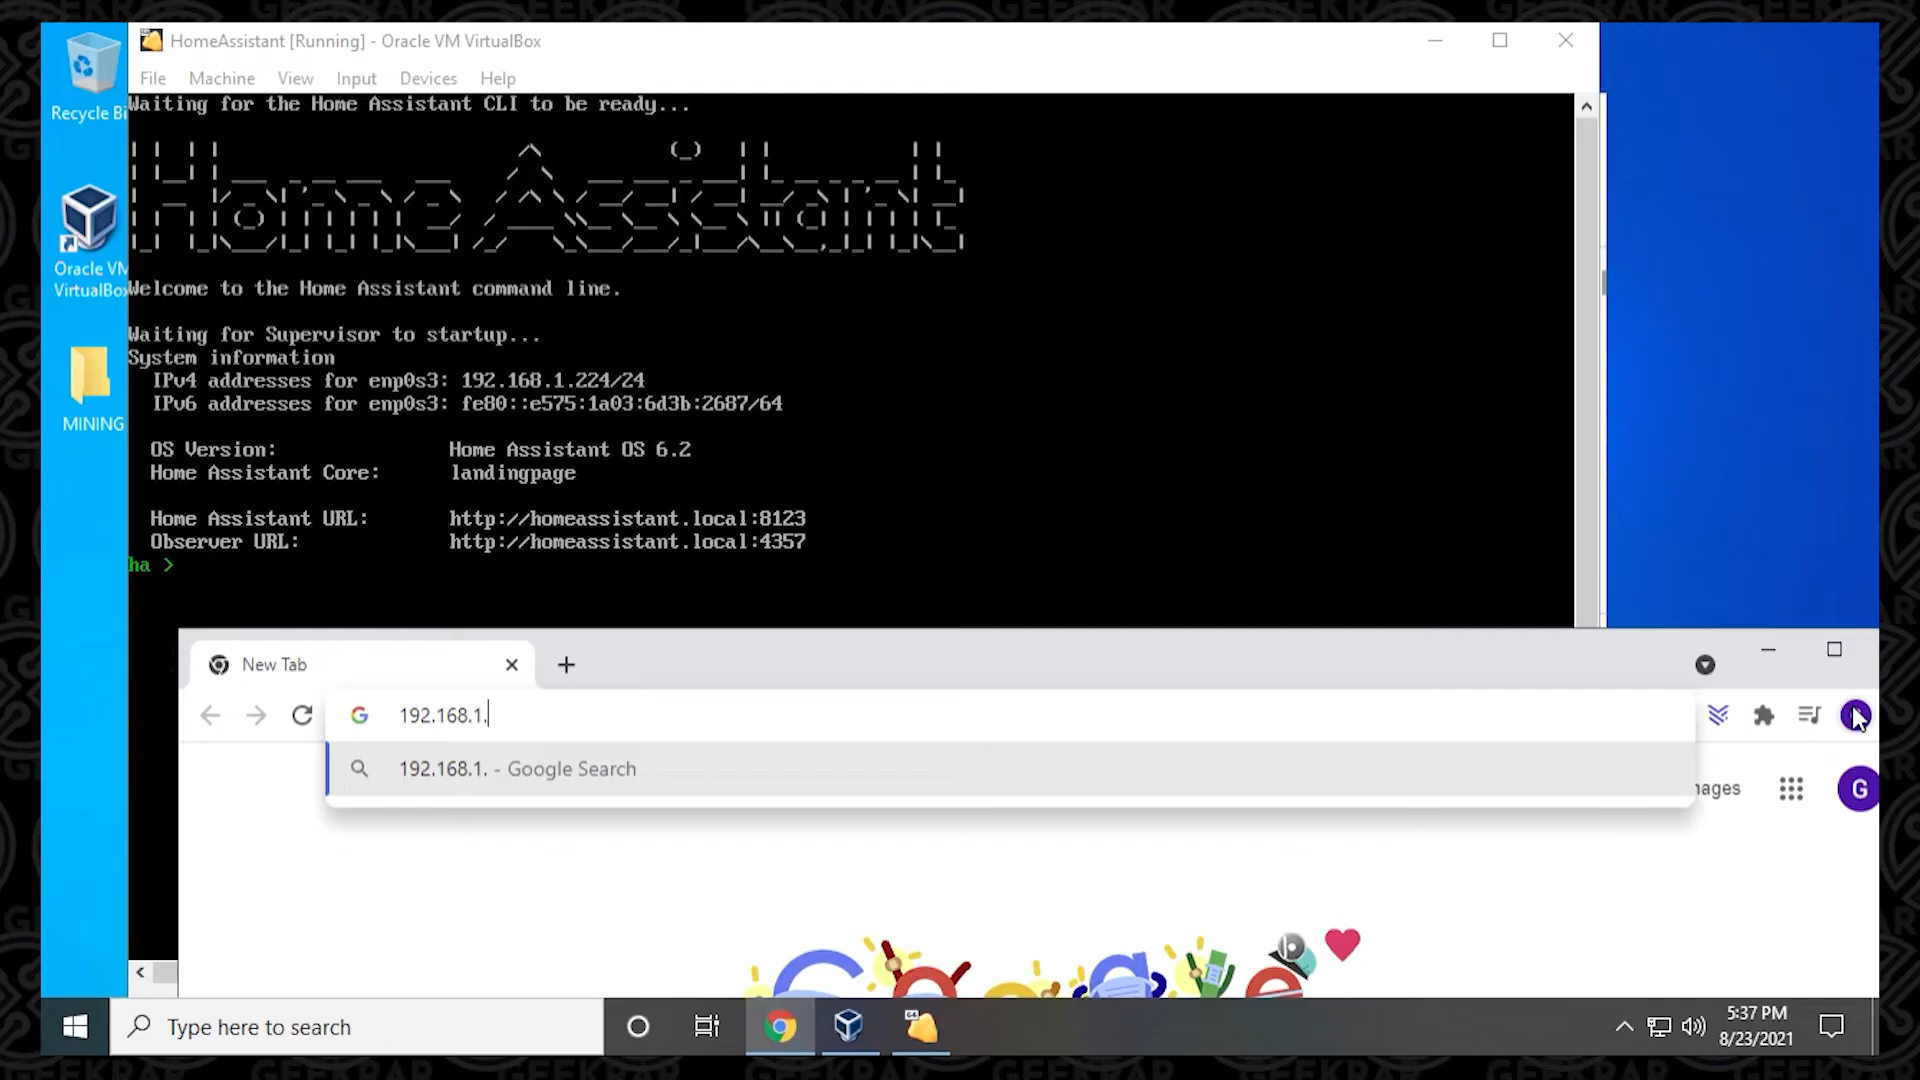 HomeAssistant [Running] - Oracle VM VirtualBox
File Machine View Input Devices Help
Recycle Bi
Waiting for the Home Assistant CLI to be ready...
Home Assistant
Oracle VM
VirtualBox
Welcome to the Home Assistant command line.
Waiting for Supervisor to startup...
System information
IPv4 addresses for enp0s3: 192.168.1.224/24
IPv6 addresses for enp0s3: fe80::e575:1a03:6d3b:2687/64
MINING
OS Version: Home Assistant OS 6.2
Home Assistant Core: landingpage
Home Assistant URL: http://homeassistant.local:8123
Observer URL: http://homeassistant.local:4357
ha >
New Tab
192.168.1.
192.168.1. - Google Search
mages
G
Type here to search
5:37 PM
8/23/2021